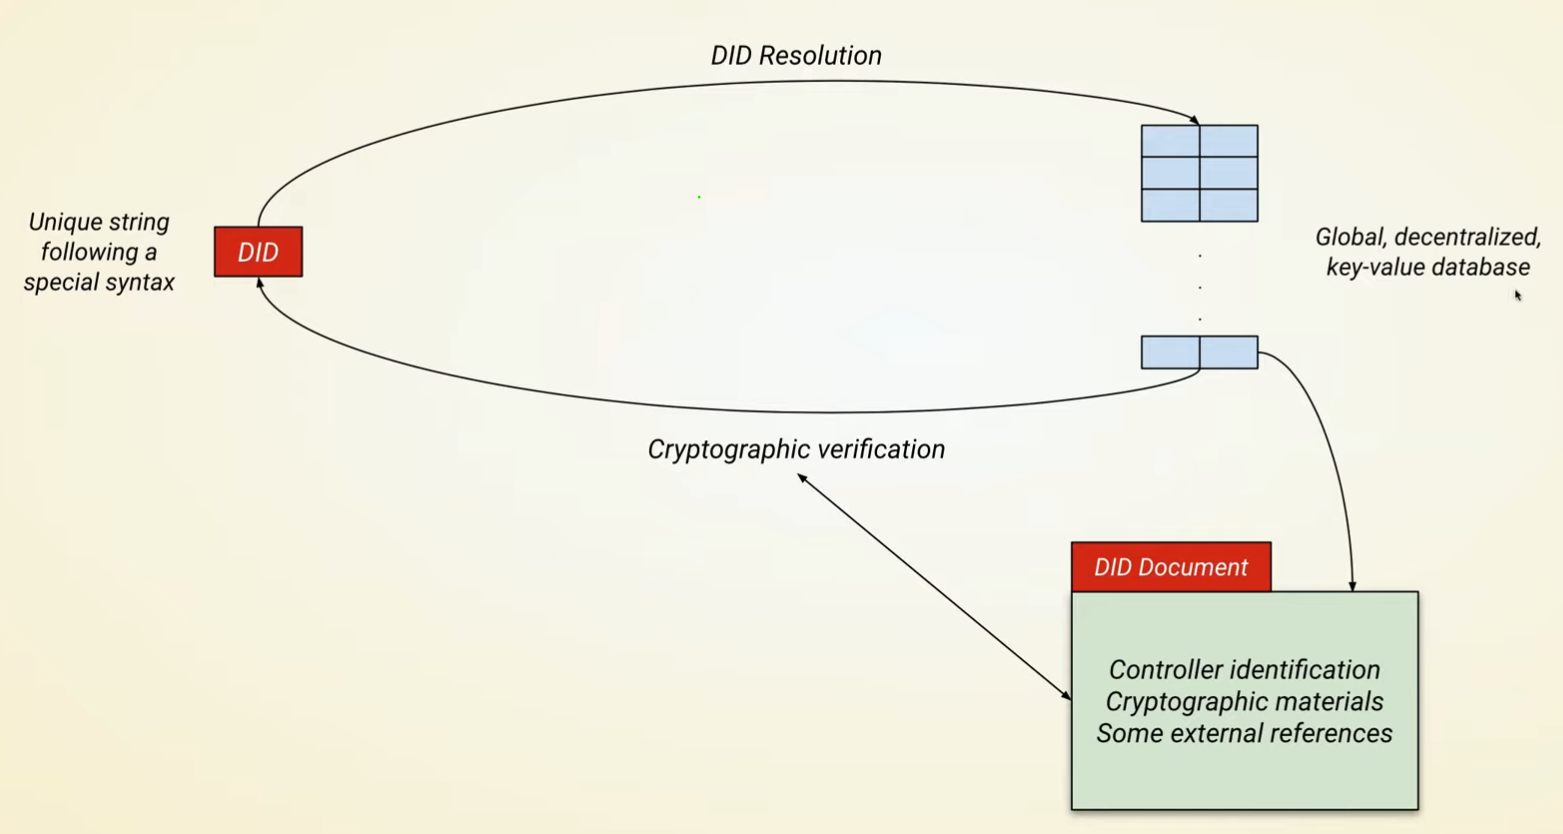 DID Resolution
Unique string
following a
special syntax
DID
Global, decentralized,
key-value database
Cryptographic verification
DID Document
Controller identification
Cryptographic materials
Some external references